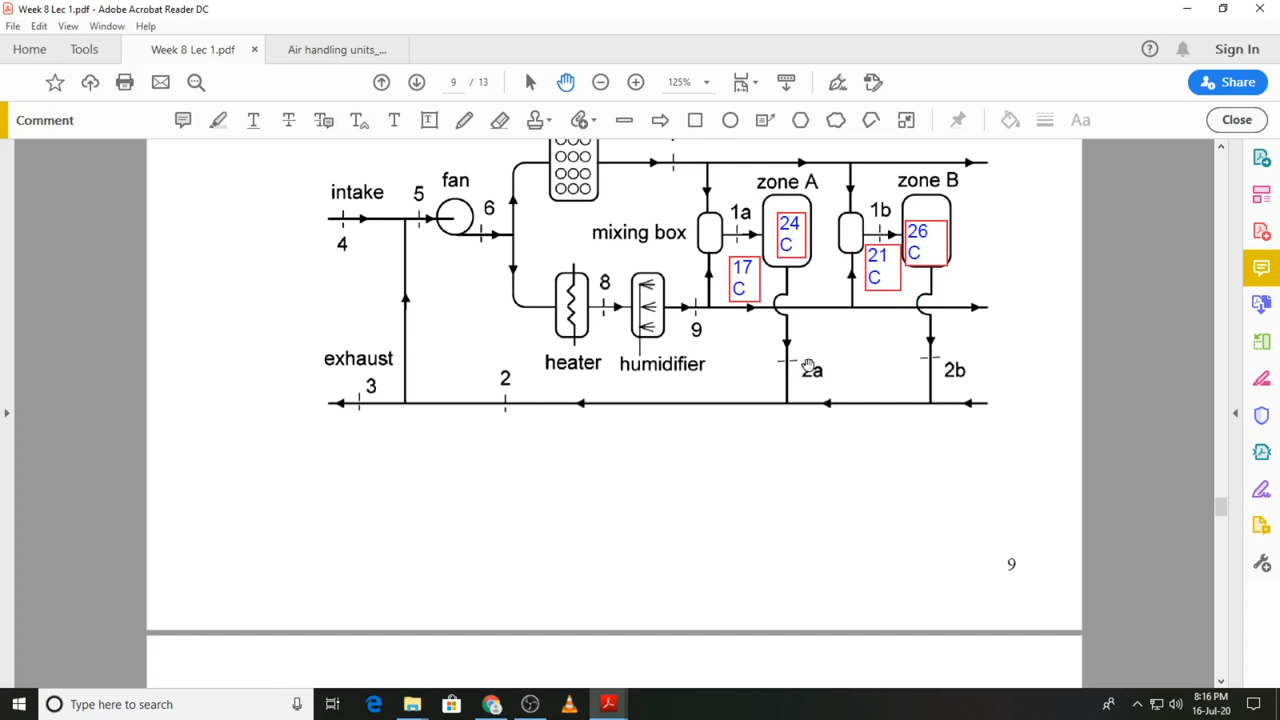 Week 8 Lec 1.pdf - Adobe Acrobat Reader DC
File Edit View Window Help
Home Tools Week 8 Lec 1.pdf × Air handling units_... Sign In
9 / 13 125% Share
Comment Aa Close
intake 5 fan 6
4
zone A zone B
mixing box 1a 1b
24
C
26
C
17
C
21
C
8 9
heater humidifier
exhaust
3 2 2a 2b
9
Type here to search
8:16 PM
16-Jul-20